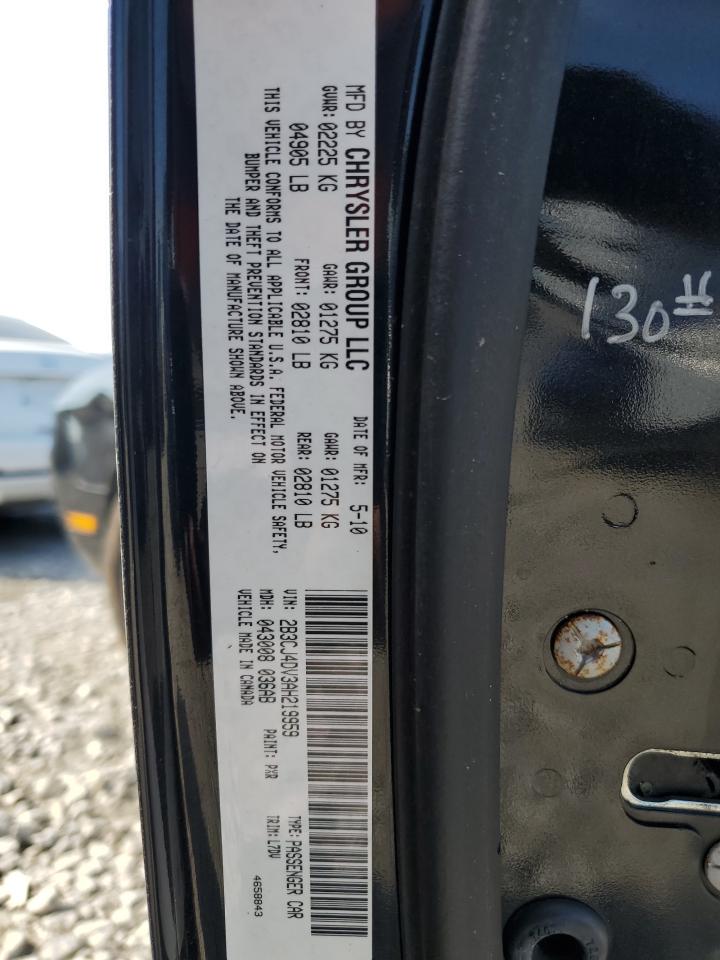 MFD BY CHRYSLER GROUP LLC DATE OF MFR: 5-10
GVWR: 02225 KG GAWR: 01275 KG GAWR: 01275 KG
04905 LB FRONT: 02810 LB REAR: 02810 LB
THIS VEHICLE CONFORMS TO ALL APPLICABLE U.S.A. FEDERAL MOTOR VEHICLE SAFETY,
BUMPER AND THEFT PREVENTION STANDARDS IN EFFECT ON
THE DATE OF MANUFACTURE SHOWN ABOVE.
VIN: 2B3CJ4DV3AH219959 TYPE: PASSENGER CAR
MDH: 043008 036AB PAINT: PXR TRIM: L7DV
VEHICLE MADE IN CANADA 4658843
130